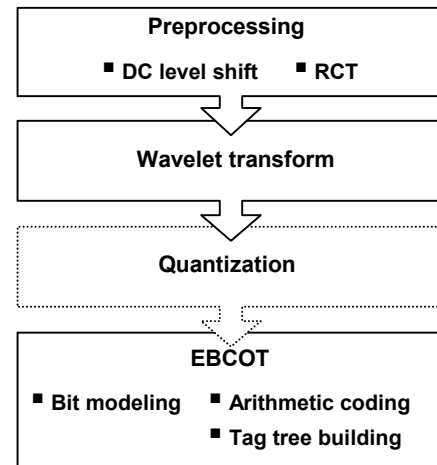 Preprocessing
▪ DC level shift ▪ RCT
Wavelet transform
Quantization
EBCOT
▪ Bit modeling ▪ Arithmetic coding
▪ Tag tree building